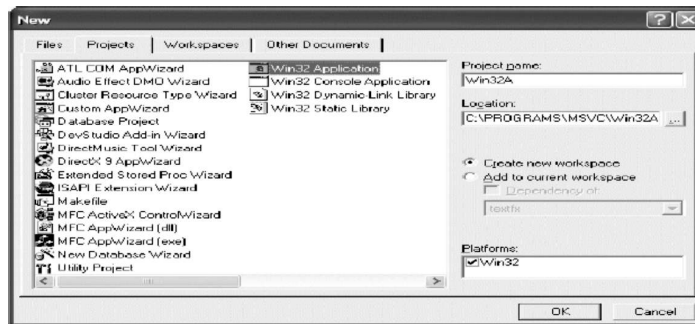 New
Files Projects Workspaces Other Documents
ATL COM AppWizard
Audio Effect DMO Wizard
Cluster Resource Type Wizard
Custom AppWizard
Database Project
DevStudio Add-in Wizard
DirectMusic Tool Wizard
DirectX 9 AppWizard
Extended Stored Proc Wizard
ISAPI Extension Wizard
Makefile
MFC ActiveX ControlWizard
MFC AppWizard (dll)
MFC AppWizard (exe)
New Database Wizard
Utility Project
Win32 Application
Win32 Console Application
Win32 Dynamic-Link Library
Win32 Static Library
Project name:
Win32A
Location:
C:\PROGRAMS\MSVC\Win32A
...
Create new workspace
Add to current workspace
Dependency of:
textfx
Platforms:
Win32
OK Cancel